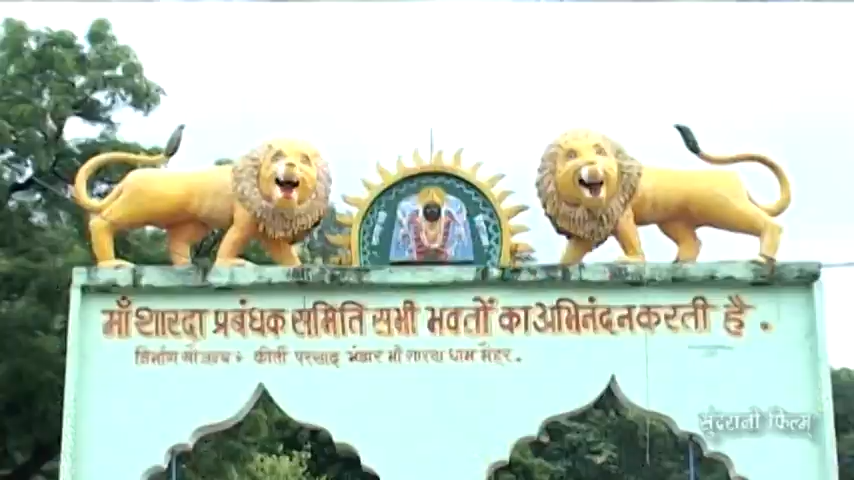 माँ शारदा प्रबंधक समिति सभी भक्तों का अभिनंदन करती है.
कीर्ती प्रसाद भंडार माँ शारदा धाम मैहर.
सुंदरानी फिल्म्